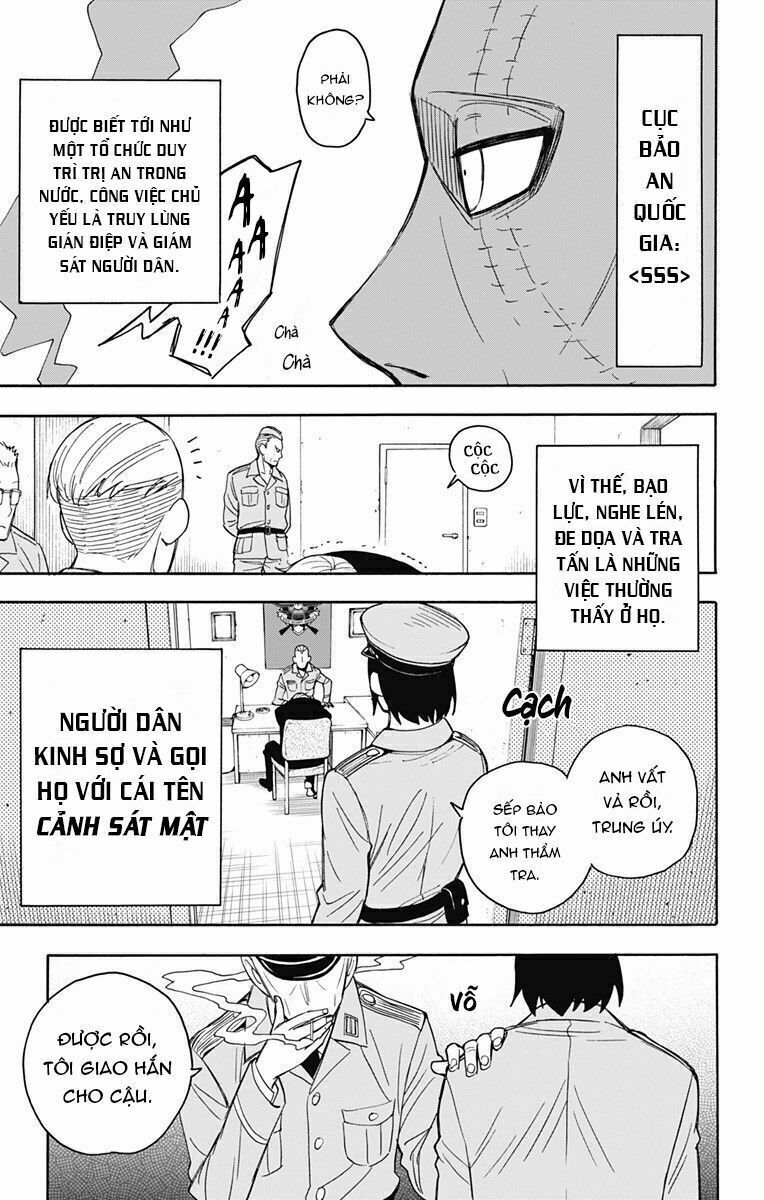 CỤC
BẢO
AN
QUỐC
GIA:
<SSS>
PHẢI
KHÔNG?
ĐƯỢC BIẾT TỚI NHƯ
MỘT TỔ CHỨC DUY
TRÌ TRỊ AN TRONG
NƯỚC, CÔNG VIỆC CHỦ
YẾU LÀ TRUY LÙNG
GIÁN ĐIỆP VÀ GIÁM
SÁT NGƯỜI DÂN.
A A A A A A !!!
Chà
Chà
CỘC
CỘC
VÌ THẾ, BẠO
LỰC, NGHE LÉN,
ĐE DỌA VÀ TRA
TẤN LÀ NHỮNG
VIỆC THƯỜNG
THẤY Ở HỌ.
Cạch
ANH VẤT
VẢ RỒI,
TRUNG ÚY.
SẾP BẢO
TÔI THAY
ANH THẨM
TRA.
NGƯỜI DÂN
KINH SỢ VÀ GỌI
HỌ VỚI CÁI TÊN
CẢNH SÁT MẬT
VỖ
ĐƯỢC RỒI,
TÔI GIAO HẮN
CHO CẬU.